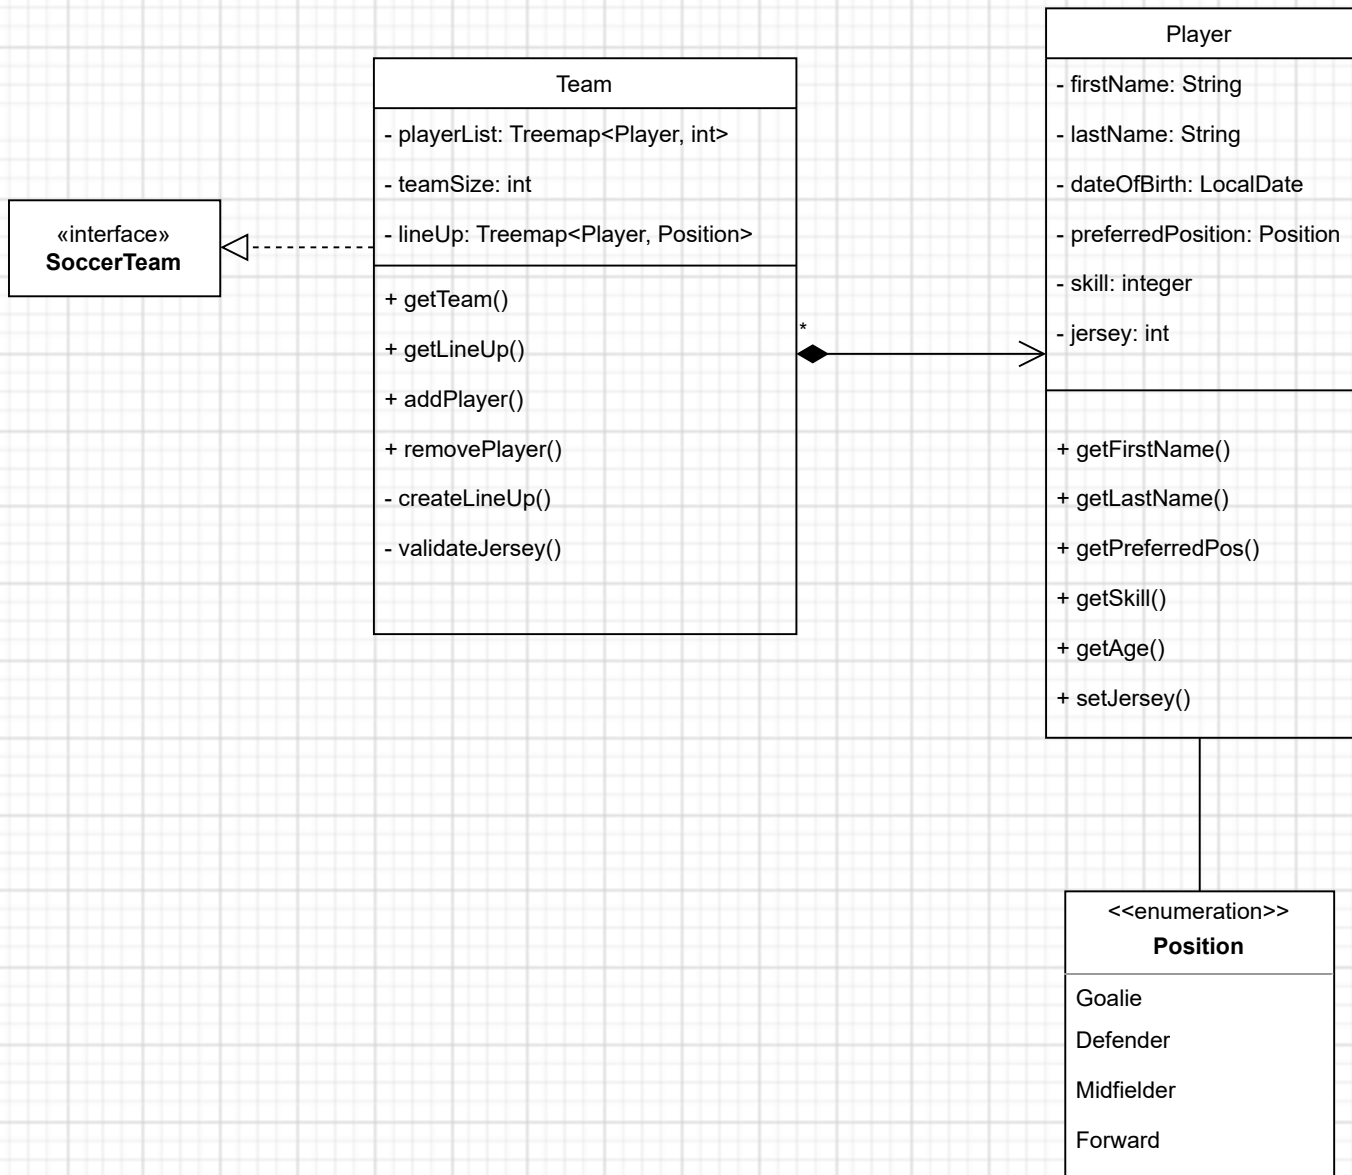 «interface»
SoccerTeam
Team
- playerList: Treemap<Player, int>
- teamSize: int
- lineUp: Treemap<Player, Position>
+ getTeam()
+ getLineUp()
+ addPlayer()
+ removePlayer()
- createLineUp()
- validateJersey()
*
Player
- firstName: String
- lastName: String
- dateOfBirth: LocalDate
- preferredPosition: Position
- skill: integer
- jersey: int
+ getFirstName()
+ getLastName()
+ getPreferredPos()
+ getSkill()
+ getAge()
+ setJersey()
<<enumeration>>
Position
Goalie
Defender
Midfielder
Forward